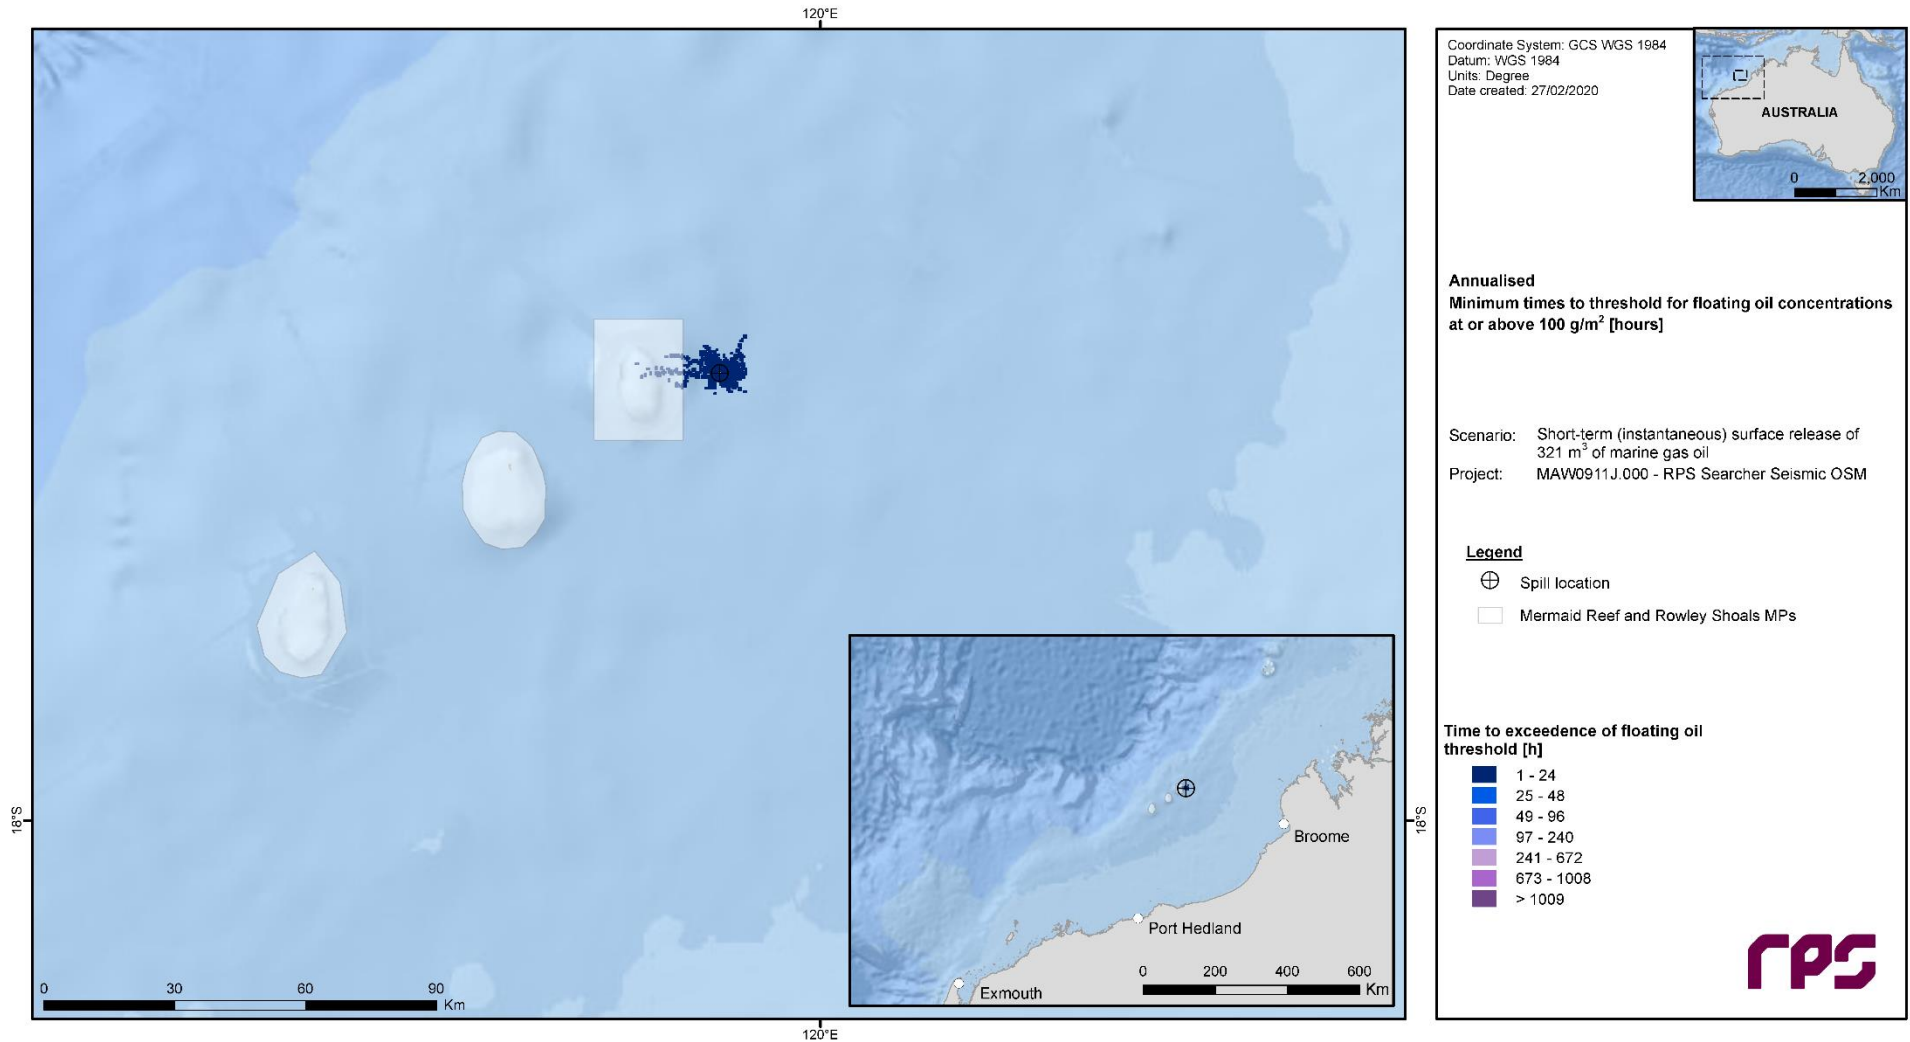 120°E
18°S
18°S
120°E
0 30 60 90
Km
Broome
Port Hedland
Exmouth
0 200 400 600
Km
Coordinate System: GCS WGS 1984
Datum: WGS 1984
Units: Degree
Date created: 27/02/2020
AUSTRALIA
0 2,000
Km
Annualised
Minimum times to threshold for floating oil concentrations
at or above 100 g/m² [hours]
Scenario: Short-term (instantaneous) surface release of
321 m³ of marine gas oil
Project: MAW0911J.000 - RPS Searcher Seismic OSM
Legend
Spill location
Mermaid Reef and Rowley Shoals MPs
Time to exceedence of floating oil
threshold [h]
1 - 24
25 - 48
49 - 96
97 - 240
241 - 672
673 - 1008
> 1009
rps